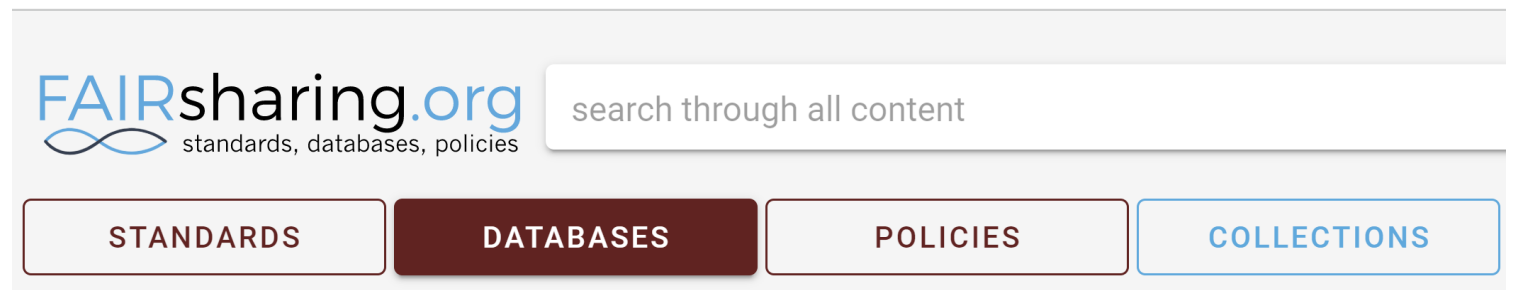 FAIRsharing.org
standards, databases, policies
search through all content
STANDARDS
DATABASES
POLICIES
COLLECTIONS